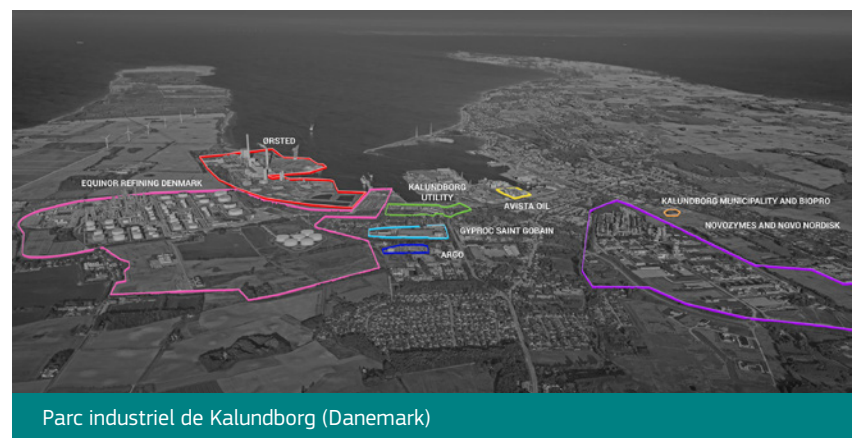 ØRSTED
EQUINOR REFINING DENMARK
KALUNDBORG
UTILITY
AVISTA OIL
KALUNDBORG MUNICIPALITY AND BIOPRO
NOVOZYMES AND NOVO NORDISK
GYPROC SAINT GOBAIN
ARGO
Parc industriel de Kalundborg (Danemark)